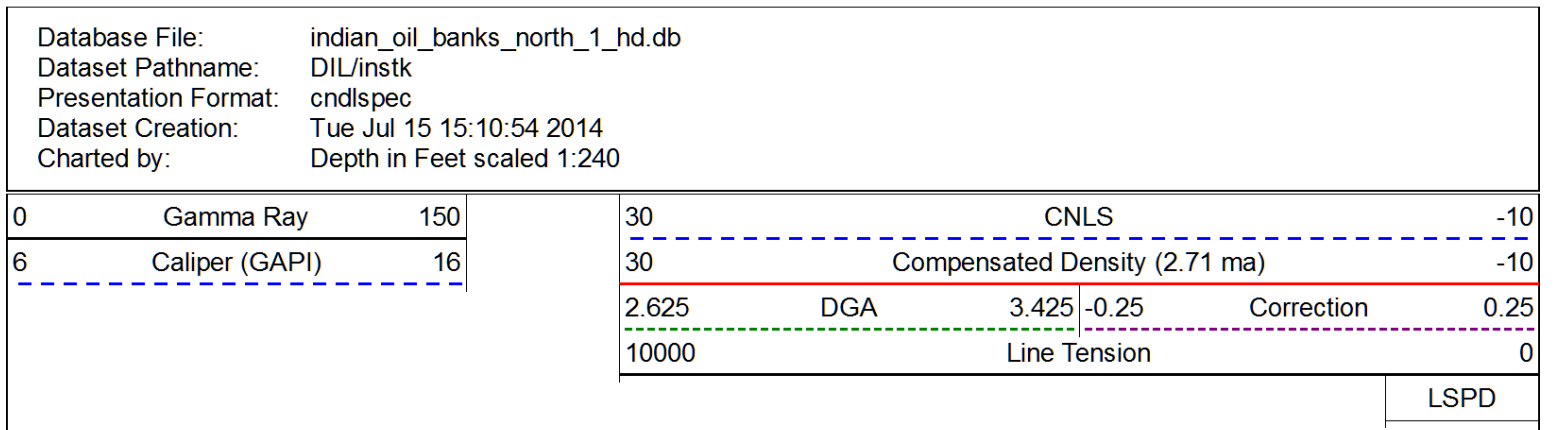 Database File: indian_oil_banks_north_1_hd.db
Dataset Pathname: DIL/instk
Presentation Format: cndlspec
Dataset Creation: Tue Jul 15 15:10:54 2014
Charted by: Depth in Feet scaled 1:240
0 Gamma Ray 150 30 CNLS -10
6 Caliper (GAPI) 16 30 Compensated Density (2.71 ma) -10
2.625 DGA 3.425 -0.25 Correction 0.25
10000 Line Tension 0
LSPD